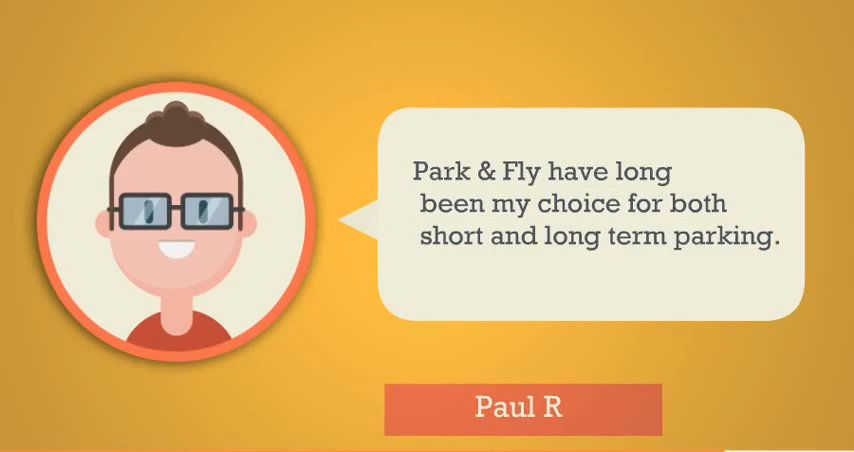 Park & Fly have long
been my choice for both
short and long term parking.
Paul R